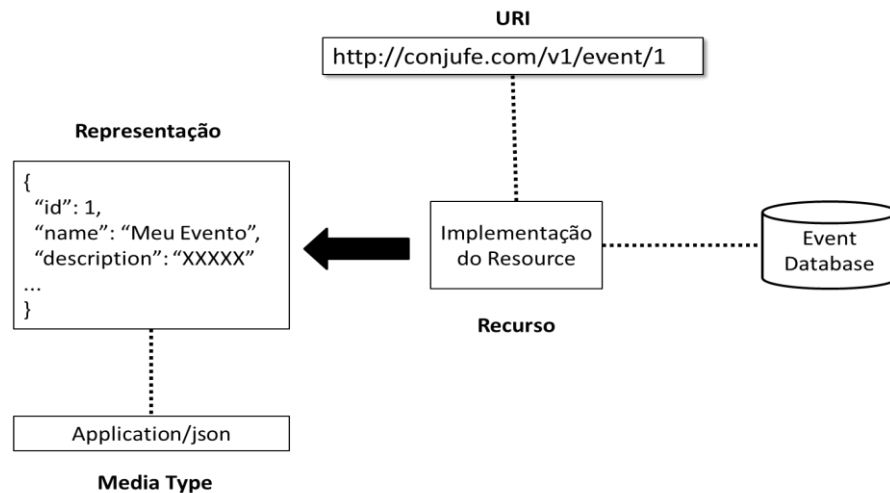 URI
http://conjufe.com/v1/event/1
Representação
{
“id”: 1,
“name”: “Meu Evento”,
“description”: “XXXXX”
...
}
Implementação
do Resource
Recurso
Event
Database
Application/json
Media Type